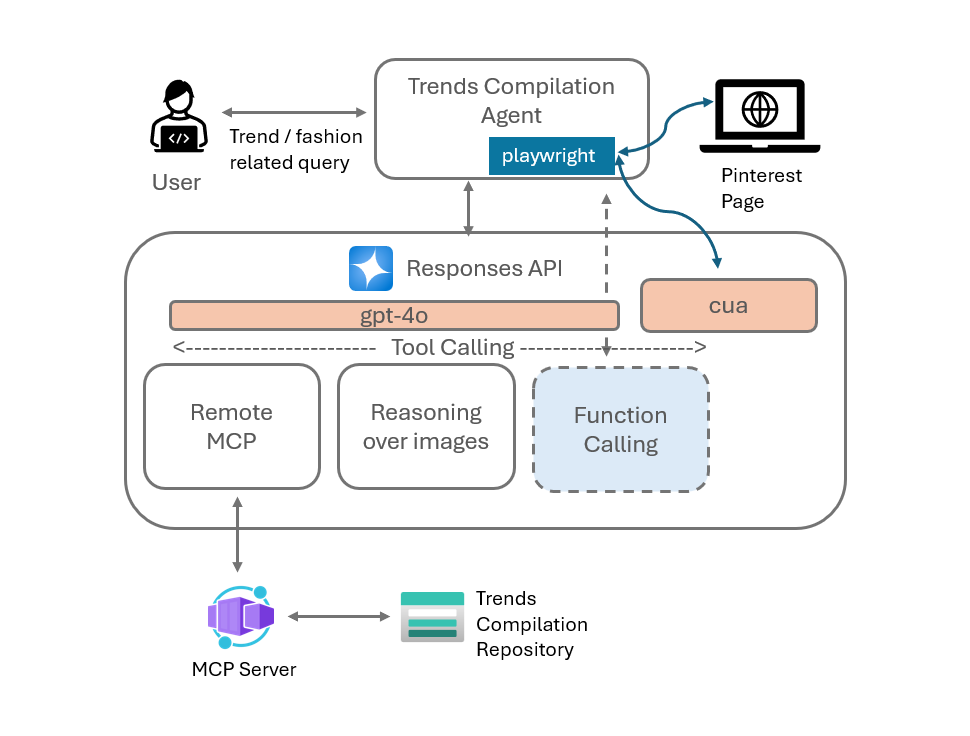 Trends Compilation
Agent
playwright
</>
User
Trend / fashion
related query
Pinterest
Page
Responses API
gpt-4o
cua
<-------------------- Tool Calling ------------------>
Remote
MCP
Reasoning
over images
Function
Calling
MCP Server
Trends
Compilation
Repository